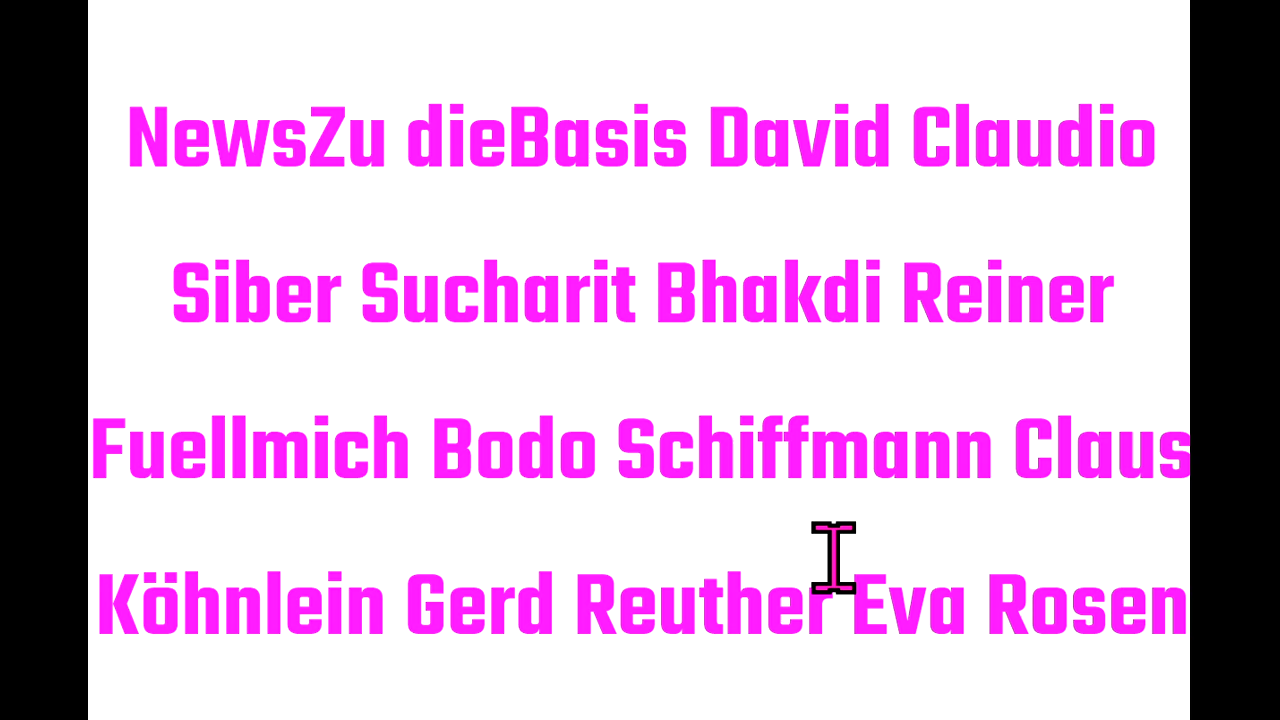 NewsZu dieBasis David Claudio
Siber Sucharit Bhakdi Reiner
Fuellmich Bodo Schiffmann Claus
Köhnlein Gerd Reuther Eva Rosen